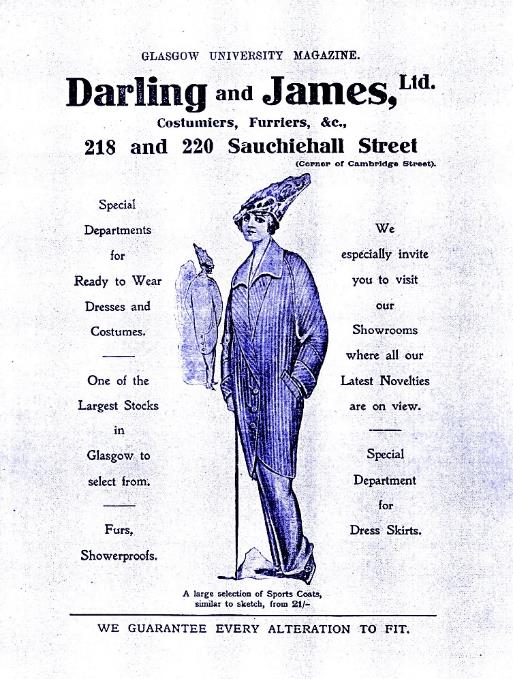 GLASGOW UNIVERSITY MAGAZINE.
Darling and James, Ltd.
Costumiers, Furriers, &c.,
218 and 220 Sauchiehall Street
(Corner of Cambridge Street).
Special
Departments
for
Ready to Wear
Dresses and
Costumes.
One of the
Largest Stocks
in
Glasgow to
select from.
Furs,
Showerproofs.
We
especially invite
you to visit
our
Showrooms
where all our
Latest Novelties
are on view.
Special
Department
for
Dress Skirts.
A large selection of Sports Coats,
similar to sketch, from 21/-
WE GUARANTEE EVERY ALTERATION TO FIT.